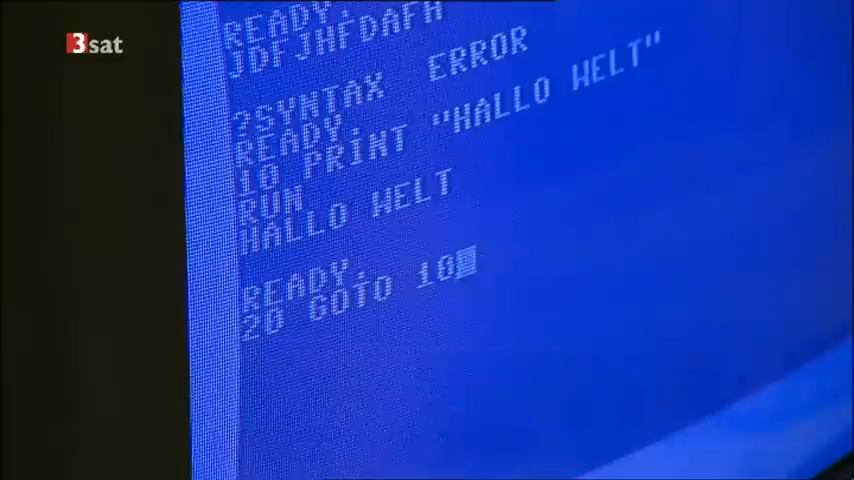 3sat
READY.
JDFJHFDAFH
?SYNTAX  ERROR
READY.
10 PRINT "HALLO WELT"
RUN
HALLO WELT
READY.
20 GOTO 10